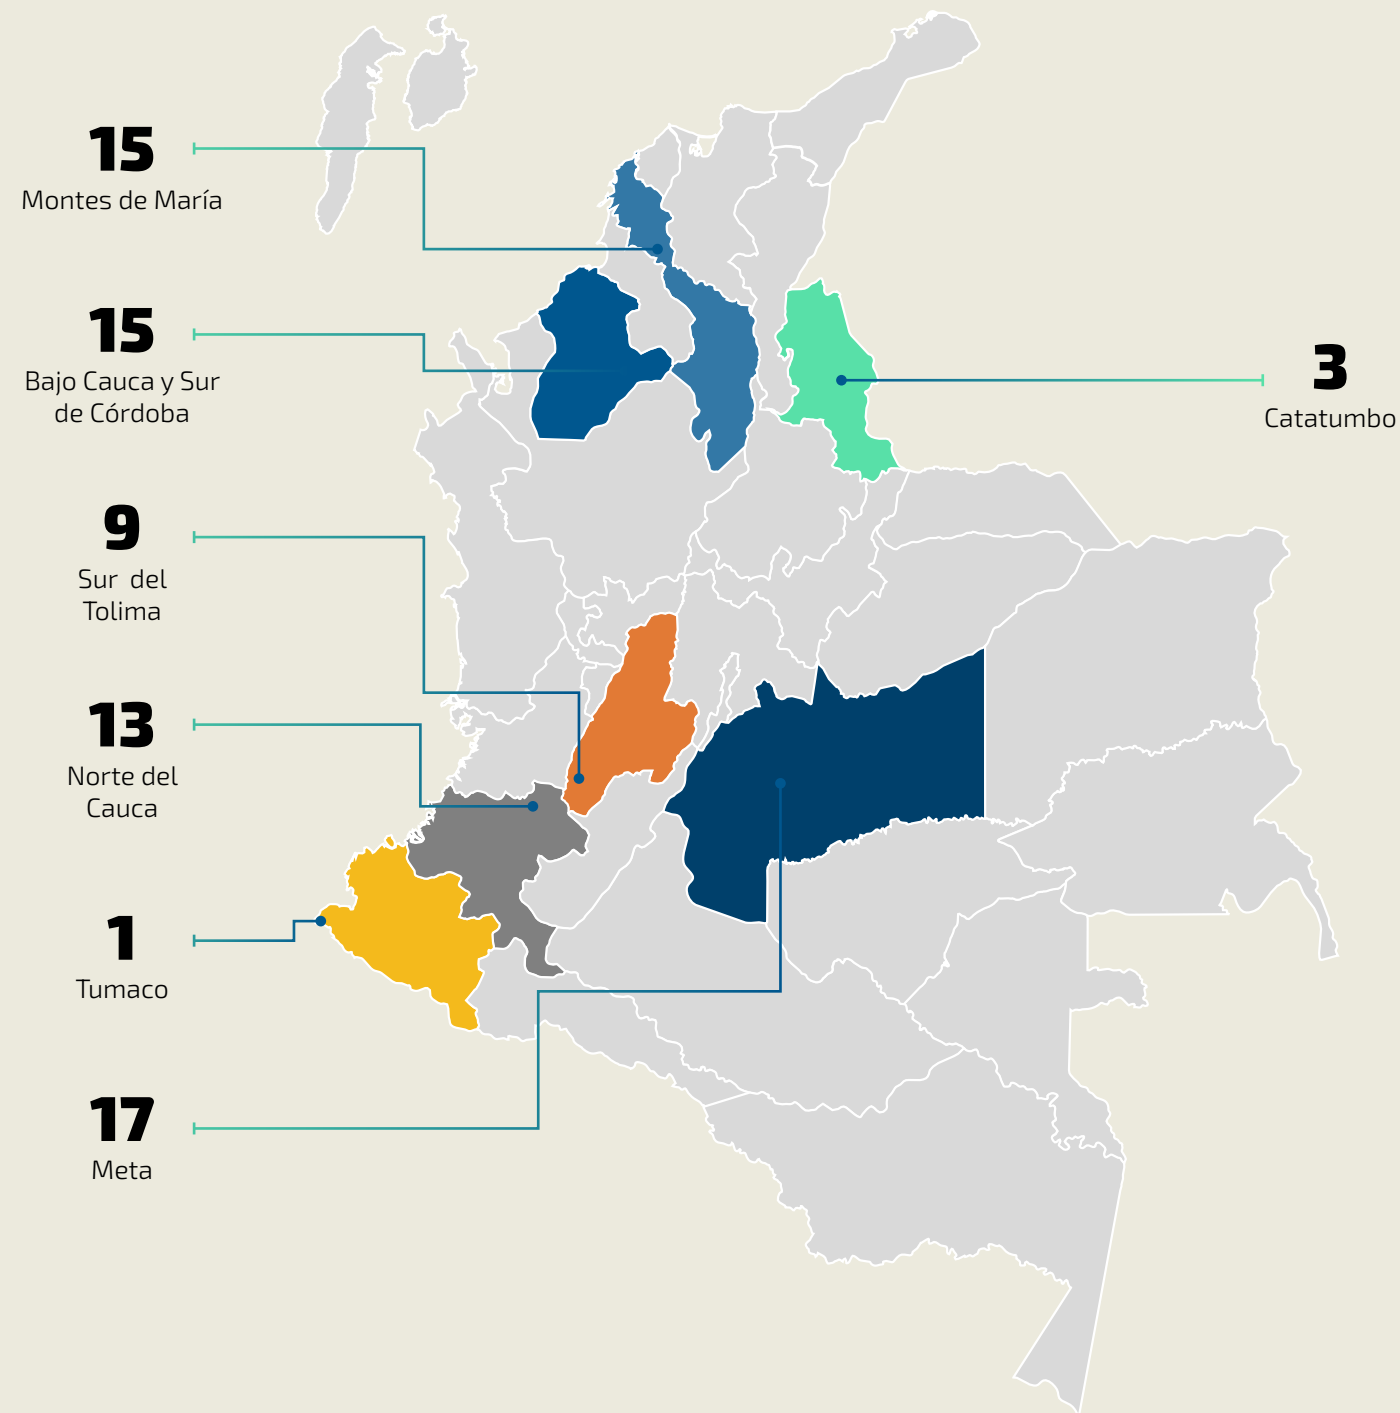 15
Montes de María
15
Bajo Cauca y Sur
de Córdoba
3
Catatumbo
9
Sur del
Tolima
13
Norte del
Cauca
1
Tumaco
17
Meta